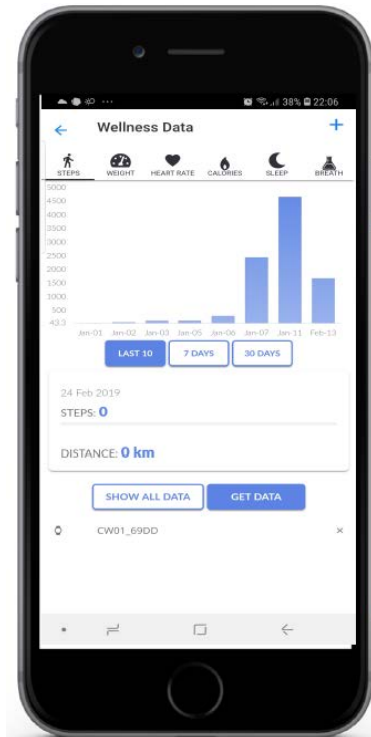 38% 22:06
Wellness Data
STEPS WEIGHT HEART RATE CALORIES SLEEP BREATH
5000
4500
4000
3500
3000
2500
2000
1500
1000
500
43.3
Jan-01 Jan-02 Jan-03 Jan-05 Jan-06 Jan-07 Jan-11 Feb-13
LAST 10 7 DAYS 30 DAYS
24 Feb 2019
STEPS: 0
DISTANCE: 0 km
SHOW ALL DATA GET DATA
CW01_69DD ×